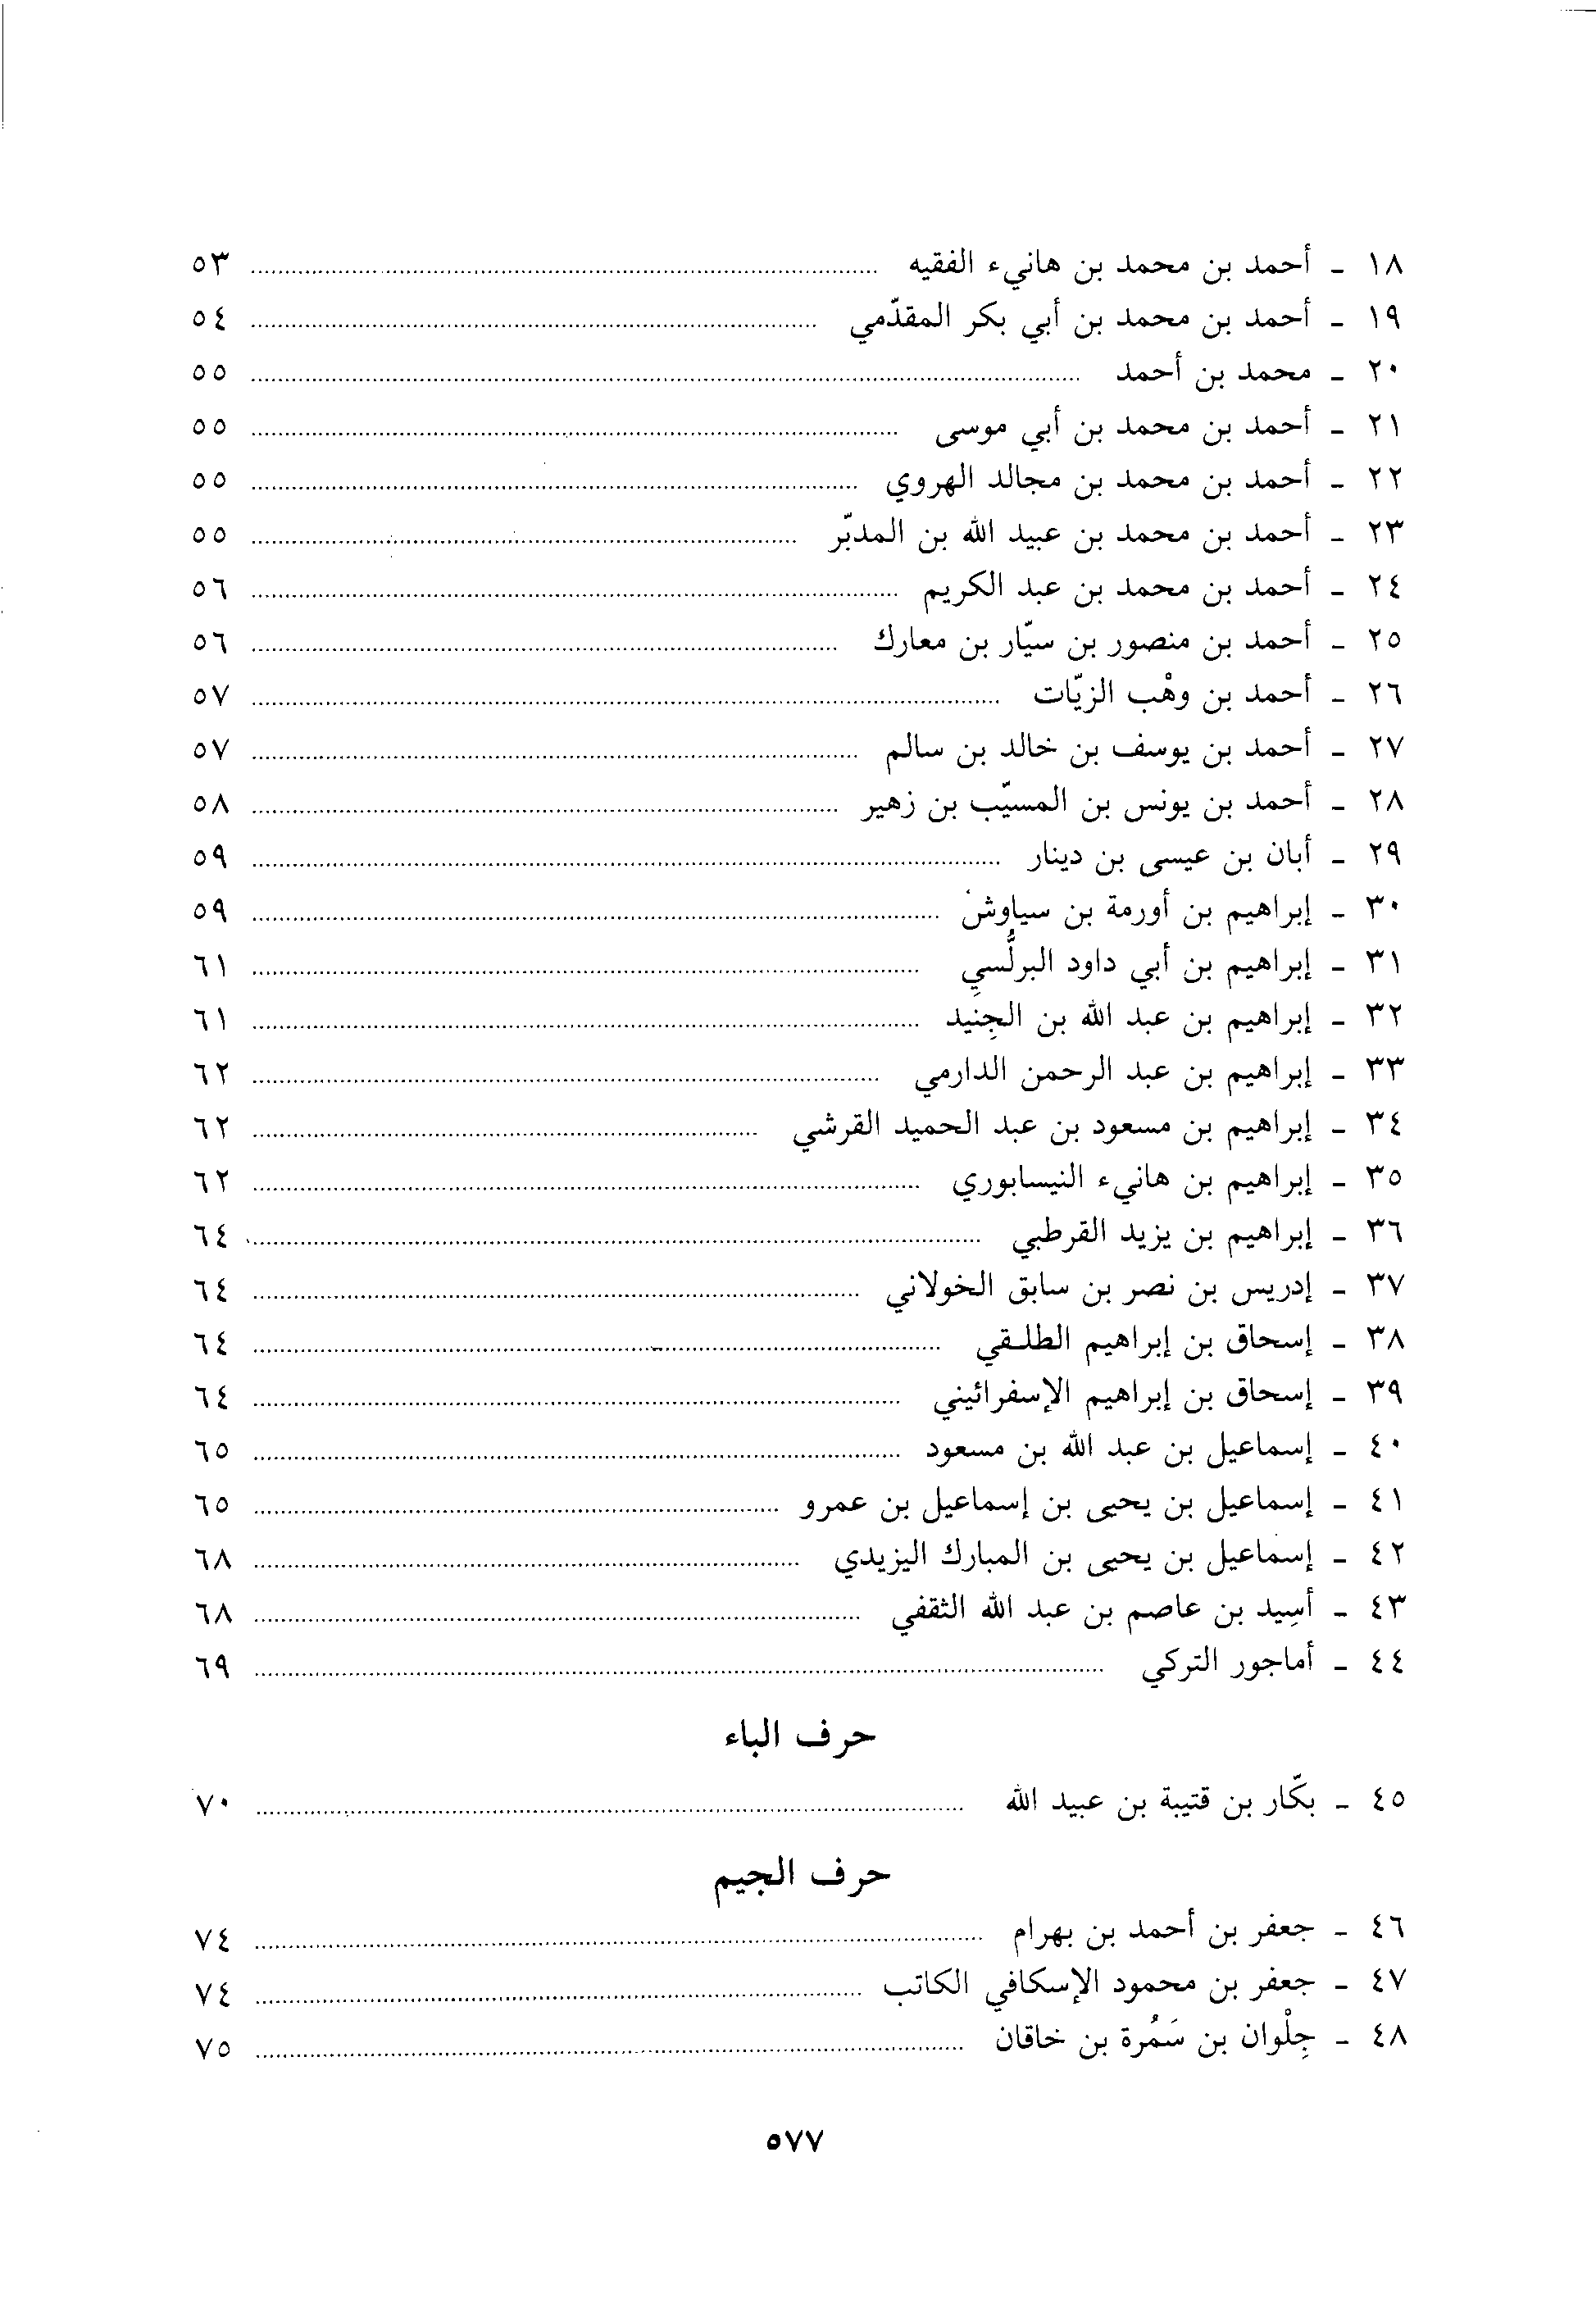 ١٨ - أحمد بن محمد بن هانيء الفقيه ........ ٥٣
١٩ - أحمد بن محمد بن أبي بكر المقدّمي ........ ٥٤
٢٠ - محمد بن أحمد ........ ٥٥
٢١ - أحمد بن محمد بن أبي موسى ........ ٥٥
٢٢ - أحمد بن محمد بن مجالد الهروي ........ ٥٥
٢٣ - أحمد بن محمد بن عبيد الله بن المدبّر ........ ٥٥
٢٤ - أحمد بن محمد بن عبد الكريم ........ ٥٦
٢٥ - أحمد بن منصور بن سيّار بن معارك ........ ٥٦
٢٦ - أحمد بن وهْب الزيّات ........ ٥٧
٢٧ - أحمد بن يوسف بن خالد بن سالم ........ ٥٧
٢٨ - أحمد بن يونس بن المسيّب بن زهير ........ ٥٨
٢٩ - أبان بن عيسى بن دينار ........ ٥٩
٣٠ - إبراهيم بن أورمة بن سياوش ........ ٥٩
٣١ - إبراهيم بن أبي داود البرلُّسيِ ........ ٦١
٣٢ - إبراهيم بن عبد الله بن الجِنيد ........ ٦١
٣٣ - إبراهيم بن عبد الرحمن الدارمي ........ ٦٢
٣٤ - إبراهيم بن مسعود بن عبد الحميد القرشي ........ ٦٢
٣٥ - إبراهيم بن هانيء النيسابوري ........ ٦٢
٣٦ - إبراهيم بن يزيد القرطبي ........ ٦٤
٣٧ - إدريس بن نصر بن سابق الخولاني ........ ٦٤
٣٨ - إسحاق بن إبراهيم الطلـقي ........ ٦٤
٣٩ - إسحاق بن إبراهيم الإسفرائيني ........ ٦٤
٤٠ - إسماعيل بن عبد الله بن مسعود ........ ٦٥
٤١ - إسماعيل بن يحيى بن إسماعيل بن عمرو ........ ٦٥
٤٢ - إسماعيل بن يحيى بن المبارك اليزيدي ........ ٦٨
٤٣ - أسِيد بن عاصم بن عبد الله الثقفي ........ ٦٨
٤٤ - أماجور التركي ........ ٦٩
حرف الباء
٤٥ - بكّار بن قتيبة بن عبيد الله ........ ٧٠
حرف الجيم
٤٦ - جعفر بن أحمد بن بهرام ........ ٧٤
٤٧ - جعفر بن محمود الإسكافي الكاتب ........ ٧٤
٤٨ - جِلْوان بن سَمُرة بن خاقان ........ ٧٥
٥٧٧